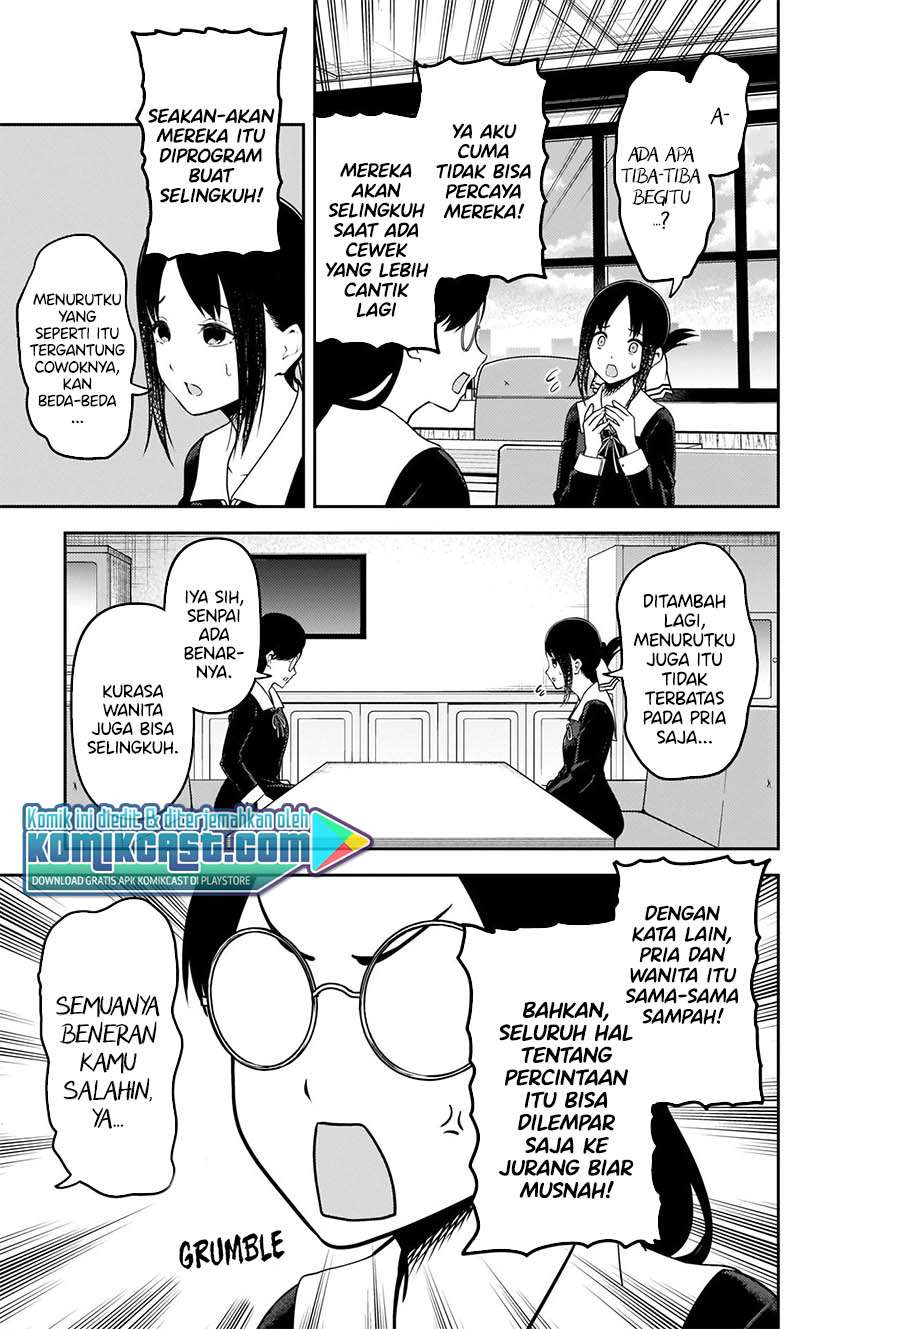 A-
ADA APA
TIBA-TIBA
BEGITU
...?
YA AKU
CUMA
TIDAK BISA
PERCAYA
MEREKA!
MEREKA
AKAN
SELINGKUH
SAAT ADA
CEWEK
YANG LEBIH
CANTIK
LAGI
SEAKAN-AKAN
MEREKA ITU
DIPROGRAM
BUAT
SELINGKUH!
MENURUTKU
YANG
SEPERTI ITU
TERGANTUNG
COWOKNYA,
KAN
BEDA-BEDA
...
DITAMBAH
LAGI,
MENURUTKU
JUGA ITU
TIDAK
TERBATAS
PADA PRIA
SAJA...
IYA SIH,
SENPAI
ADA
BENAR-
NYA.
KURASA
WANITA
JUGA BISA
SELINGKUH.
Komik ini diedit & diterjemahkan oleh
KOMIKCAST.COM
DOWNLOAD GRATIS APK KOMIKCAST DI PLAYSTORE
DENGAN
KATA LAIN,
PRIA DAN
WANITA ITU
SAMA-SAMA
SAMPAH!
BAHKAN,
SELURUH HAL
TENTANG
PERCINTAAN
ITU BISA
DILEMPAR
SAJA KE
JURANG BIAR
MUSNAH!
SEMUANYA
BENERAN
KAMU
SALAHIN,
YA...
GRUMBLE